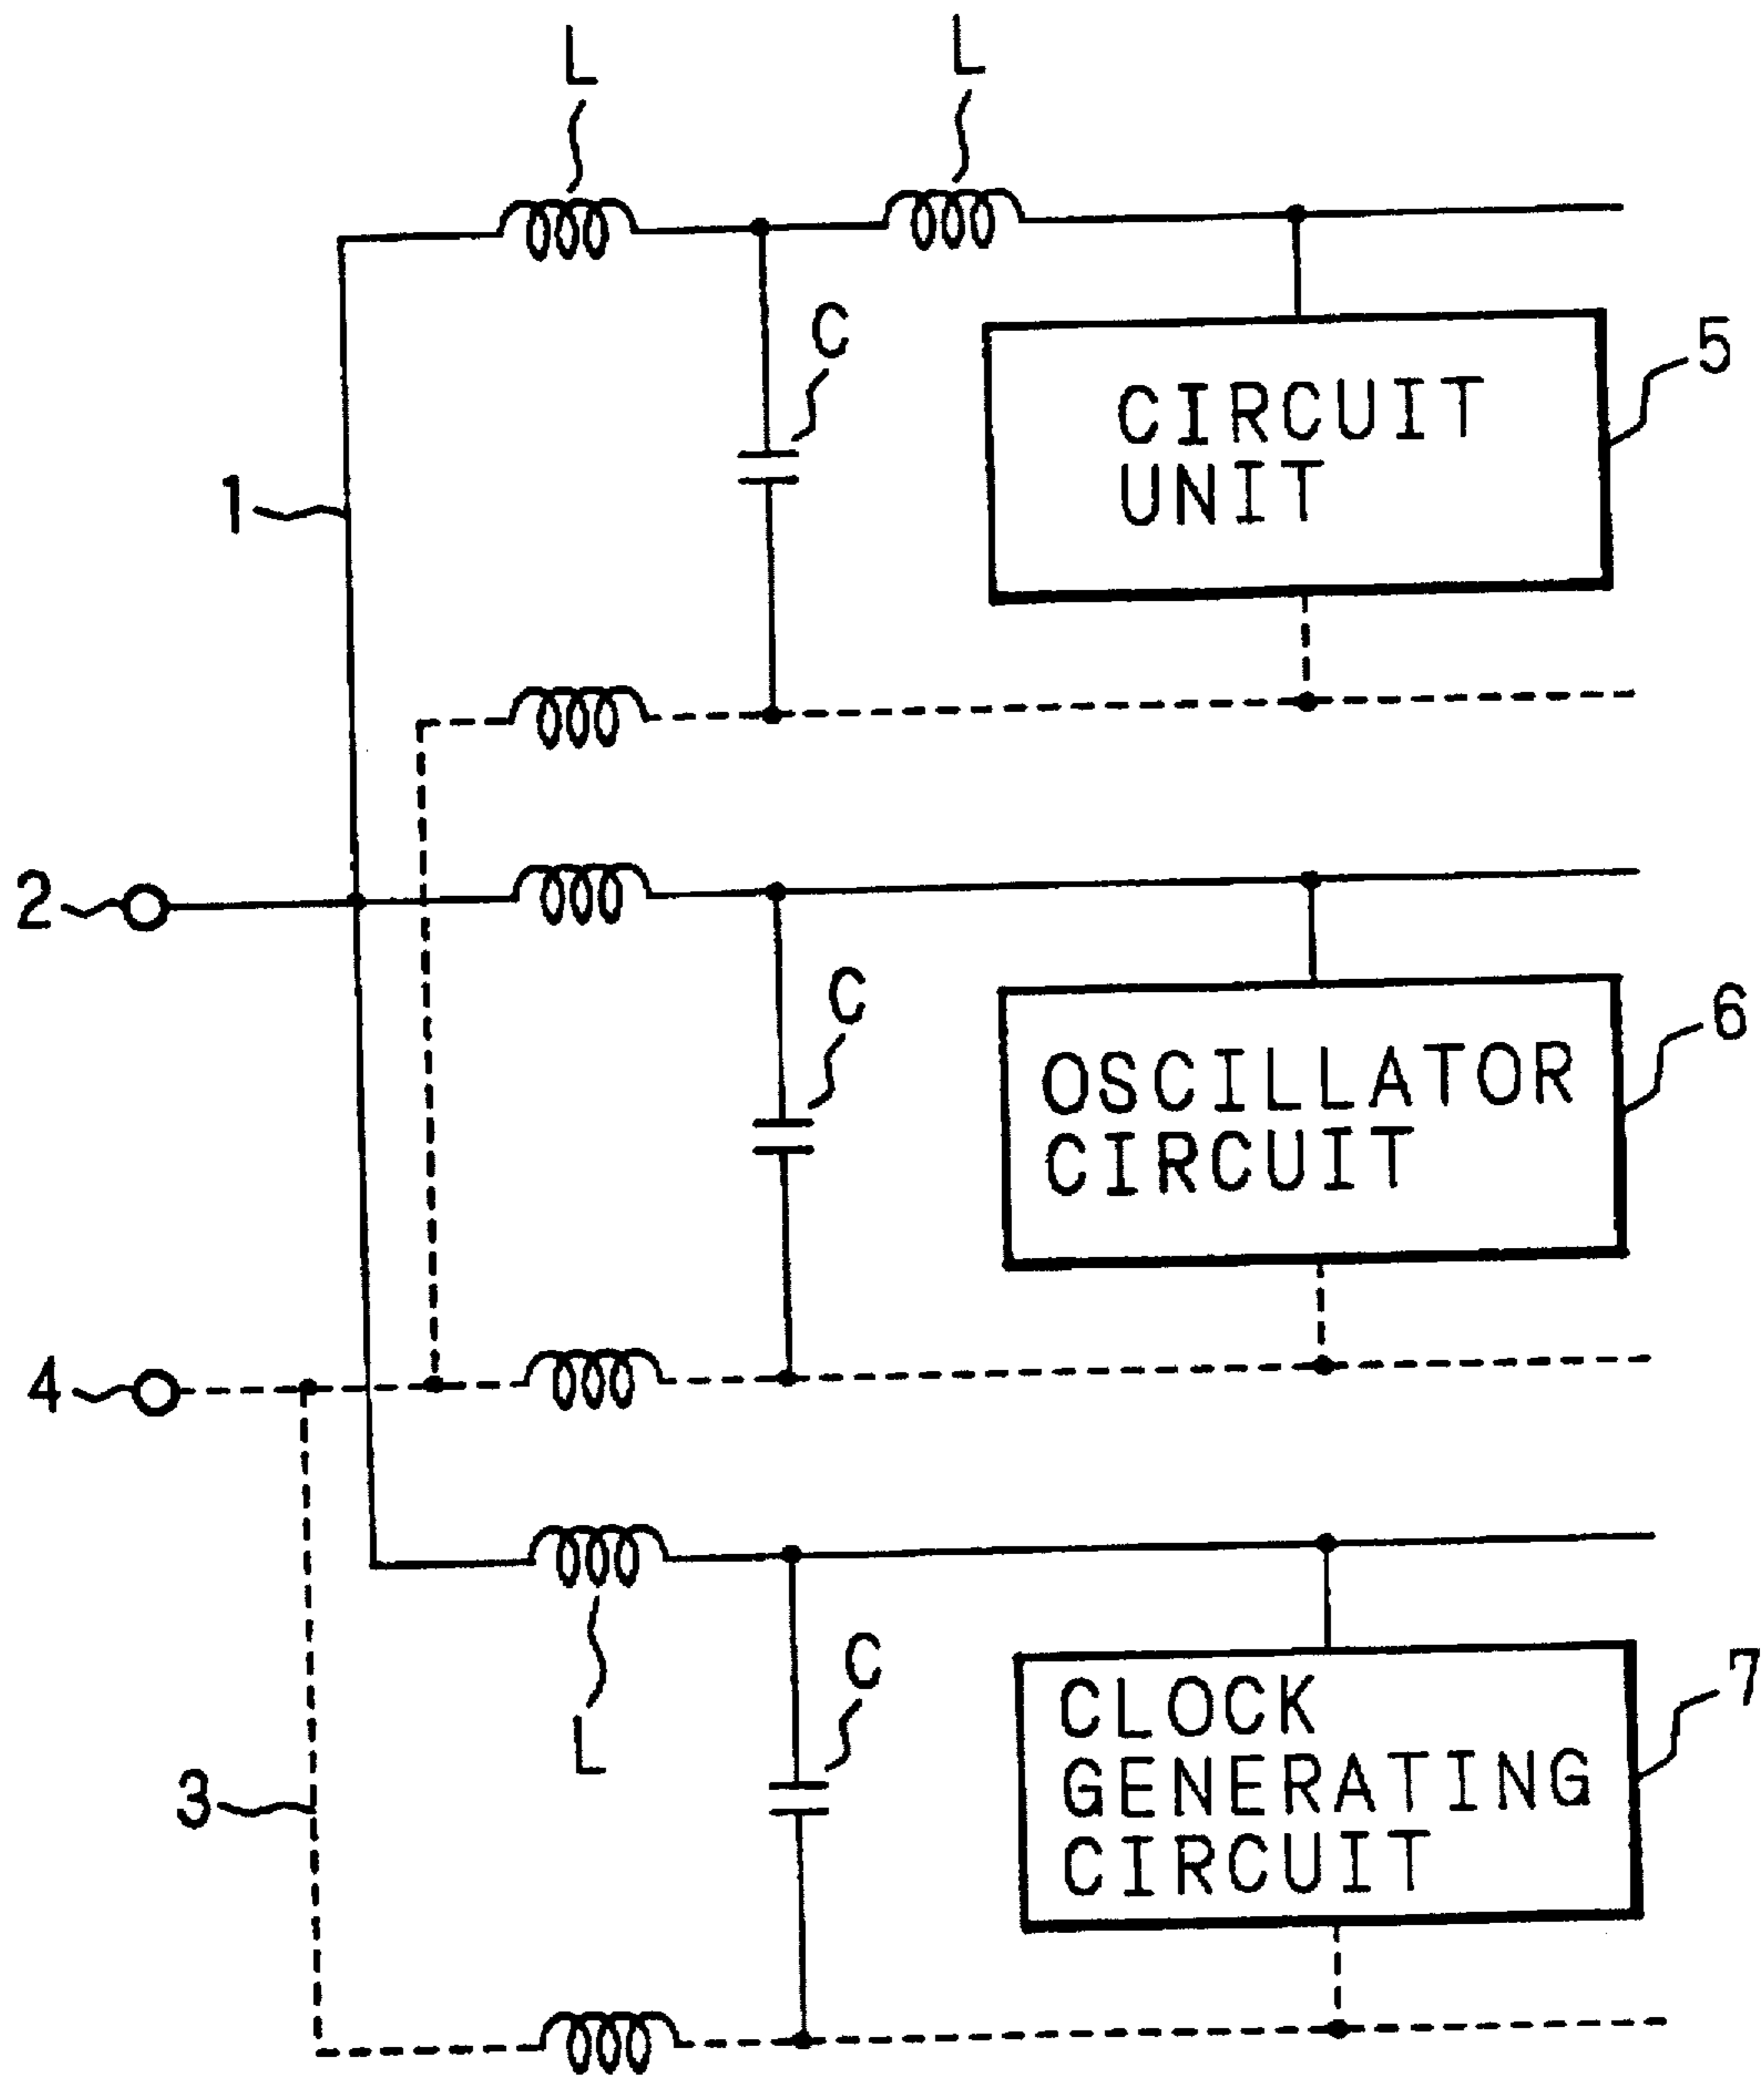 L
L
C
CIRCUIT
UNIT
5
1
2
C
OSCILLATOR
CIRCUIT
6
4
L
C
CLOCK
GENERATING
CIRCUIT
7
3